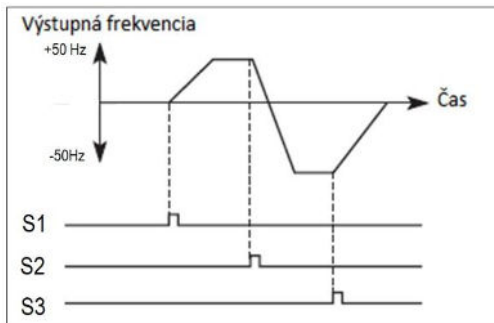 Výstupná frekvencia
+50 Hz
Čas
-50Hz
S1
S2
S3